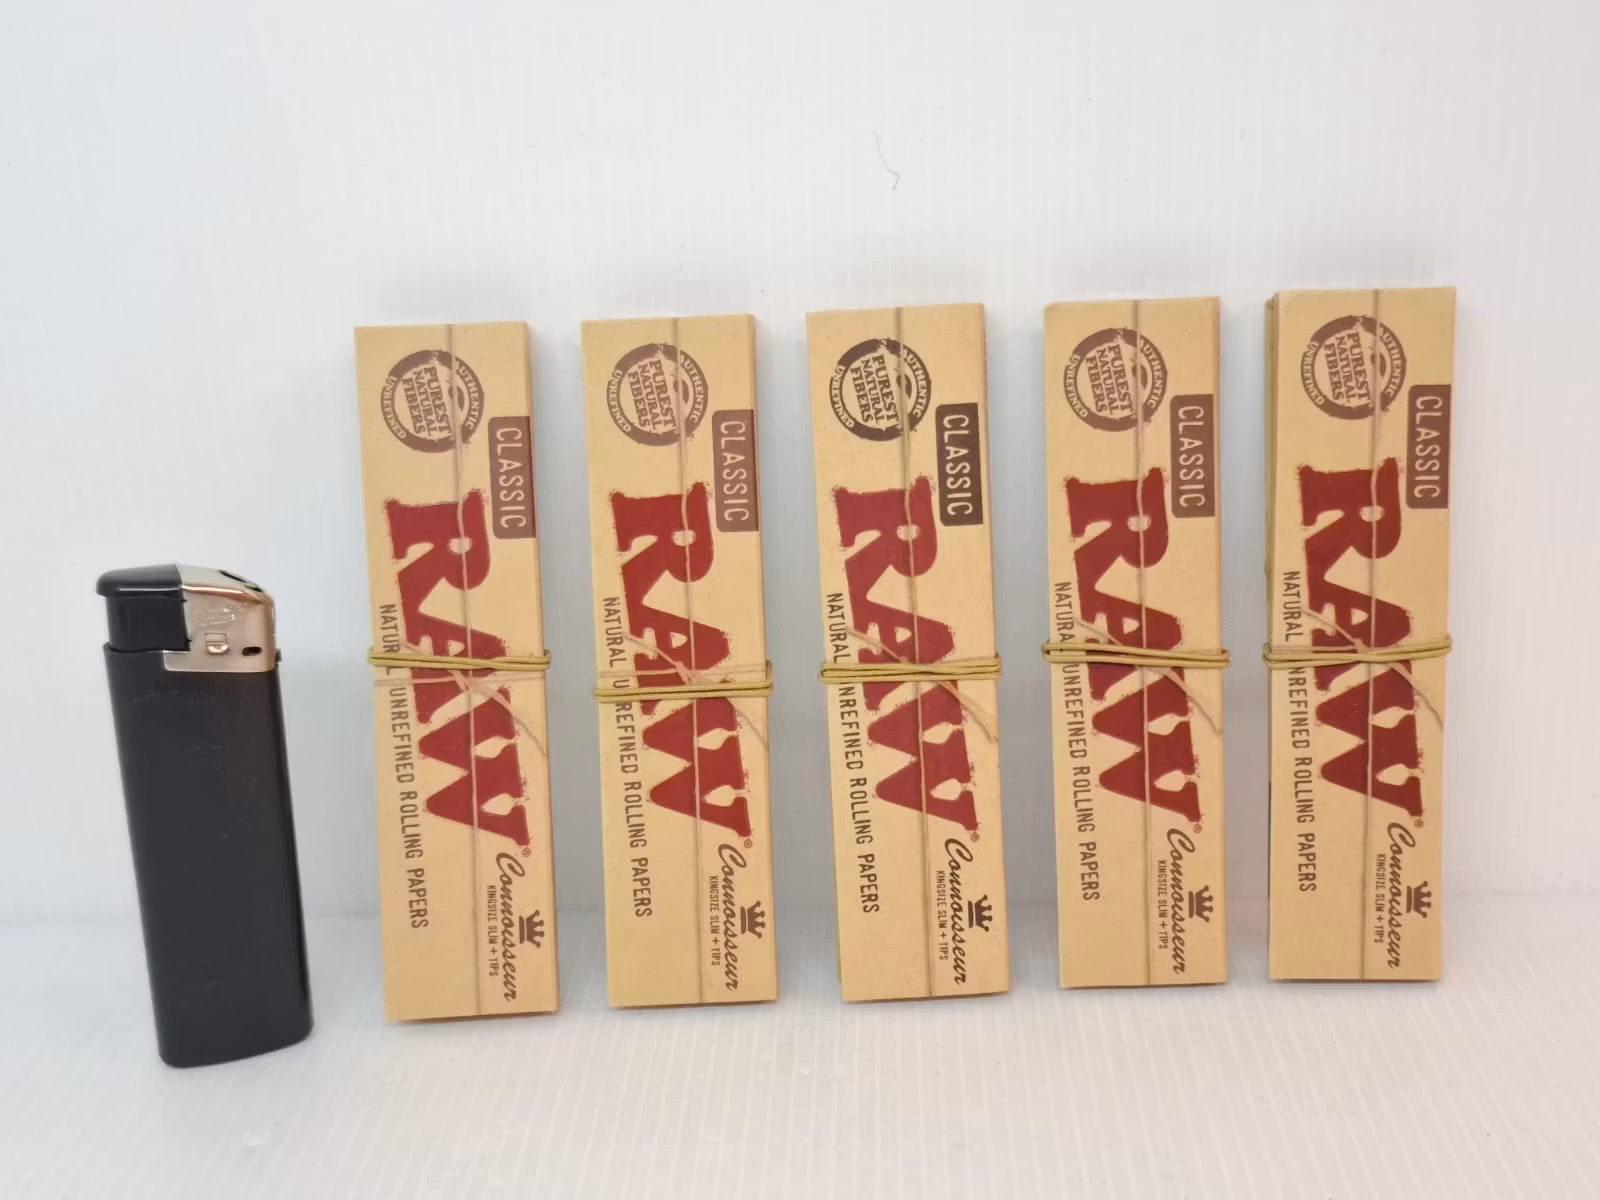 AUTHENTIC
PUREST
NATURAL
FIBERS
UNREFINED
CLASSIC
RAW®
NATURAL UNREFINED ROLLING PAPERS
Connoisseur
KINGSIZE SLIM + TIPS
AUTHENTIC
PUREST
NATURAL
FIBERS
UNREFINED
CLASSIC
RAW®
NATURAL UNREFINED ROLLING PAPERS
Connoisseur
KINGSIZE SLIM + TIPS
AUTHENTIC
PUREST
NATURAL
FIBERS
UNREFINED
CLASSIC
RAW®
NATURAL UNREFINED ROLLING PAPERS
Connoisseur
KINGSIZE SLIM + TIPS
AUTHENTIC
PUREST
NATURAL
FIBERS
UNREFINED
CLASSIC
RAW®
NATURAL UNREFINED ROLLING PAPERS
Connoisseur
KINGSIZE SLIM + TIPS
AUTHENTIC
PUREST
NATURAL
FIBERS
UNREFINED
CLASSIC
RAW®
NATURAL UNREFINED ROLLING PAPERS
Connoisseur
KINGSIZE SLIM + TIPS